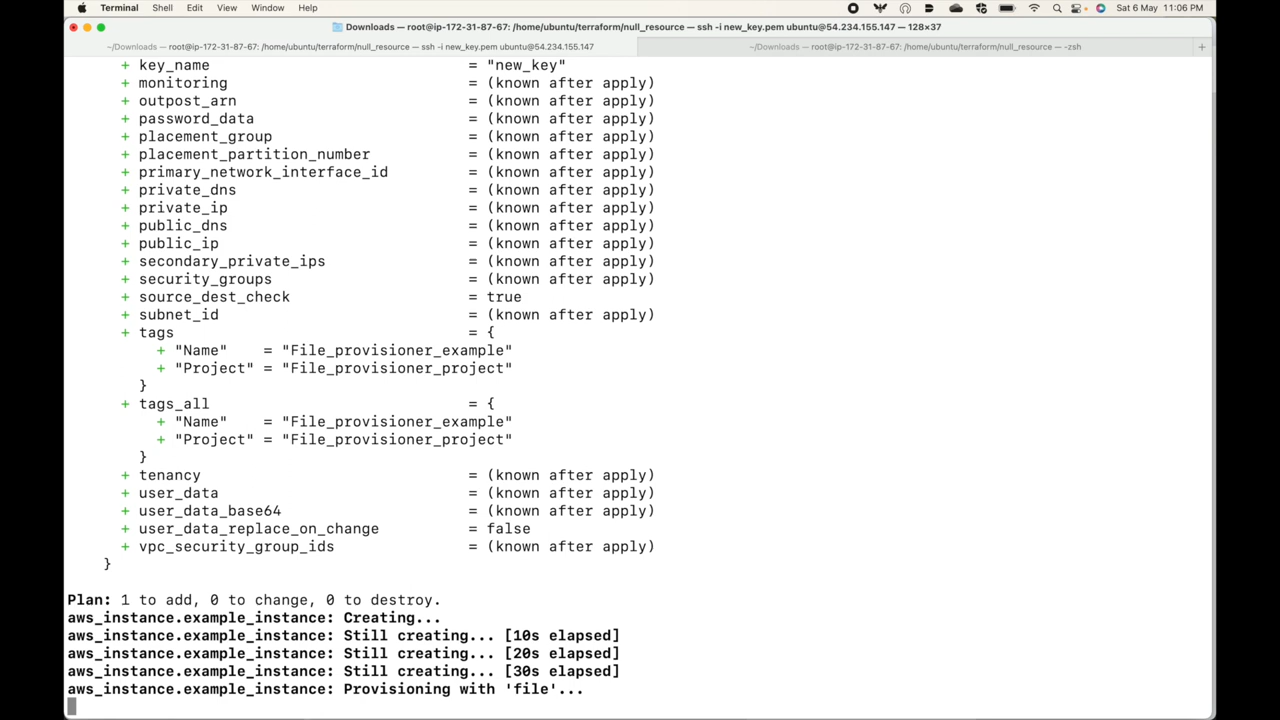 Terminal Shell Edit View Window Help Sat 6 May 11:06 PM
Downloads — root@ip-172-31-87-67: /home/ubuntu/terraform/null_resource — ssh -i new_key.pem ubuntu@54.234.155.147 — 128×37
~/Downloads — root@ip-172-31-87-67: /home/ubuntu/terraform/null_resource — ssh -i new_key.pem ubuntu@54.234.155.147 ~/Downloads — root@ip-172-31-87-67: /home/ubuntu/terraform/null_resource — -zsh +
+ key_name = "new_key"
+ monitoring = (known after apply)
+ outpost_arn = (known after apply)
+ password_data = (known after apply)
+ placement_group = (known after apply)
+ placement_partition_number = (known after apply)
+ primary_network_interface_id = (known after apply)
+ private_dns = (known after apply)
+ private_ip = (known after apply)
+ public_dns = (known after apply)
+ public_ip = (known after apply)
+ secondary_private_ips = (known after apply)
+ security_groups = (known after apply)
+ source_dest_check = true
+ subnet_id = (known after apply)
+ tags = {
+ "Name" = "File_provisioner_example"
+ "Project" = "File_provisioner_project"
}
+ tags_all = {
+ "Name" = "File_provisioner_example"
+ "Project" = "File_provisioner_project"
}
+ tenancy = (known after apply)
+ user_data = (known after apply)
+ user_data_base64 = (known after apply)
+ user_data_replace_on_change = false
+ vpc_security_group_ids = (known after apply)
}
Plan: 1 to add, 0 to change, 0 to destroy.
aws_instance.example_instance: Creating...
aws_instance.example_instance: Still creating... [10s elapsed]
aws_instance.example_instance: Still creating... [20s elapsed]
aws_instance.example_instance: Still creating... [30s elapsed]
aws_instance.example_instance: Provisioning with 'file'...